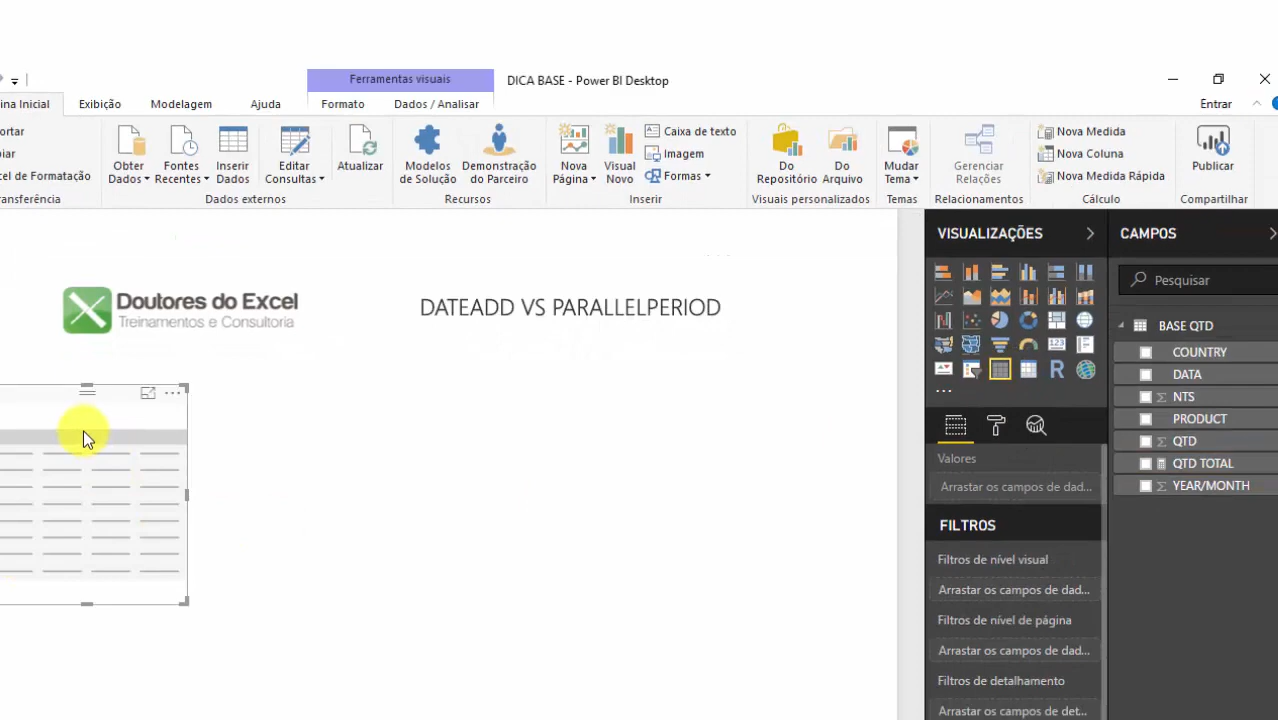 Ferramentas visuais
DICA BASE - Power BI Desktop
ina Inicial
Exibição
Modelagem
Ajuda
Formato
Dados / Analisar
Entrar
ortar
iar
cel de Formatação
Obter Dados
Fontes Recentes
Inserir Dados
Editar Consultas
Atualizar
Modelos de Solução
Demonstração do Parceiro
Nova Página
Visual Novo
Caixa de texto
Imagem
Formas
Do Repositório
Do Arquivo
Mudar Tema
Gerenciar Relações
Nova Medida
Nova Coluna
Nova Medida Rápida
Publicar
ransferência
Dados externos
Recursos
Inserir
Visuais personalizados
Temas
Relacionamentos
Cálculo
Compartilhar
Doutores do Excel
Treinamentos e Consultoria
DATEADD VS PARALLELPERIOD
VISUALIZAÇÕES
123
R
Valores
Arrastar os campos de dad...
FILTROS
Filtros de nível visual
Arrastar os campos de dad...
Filtros de nível de página
Arrastar os campos de dad...
Filtros de detalhamento
Arrastar os campos de det...
CAMPOS
Pesquisar
BASE QTD
COUNTRY
DATA
Σ NTS
PRODUCT
Σ QTD
QTD TOTAL
Σ YEAR/MONTH